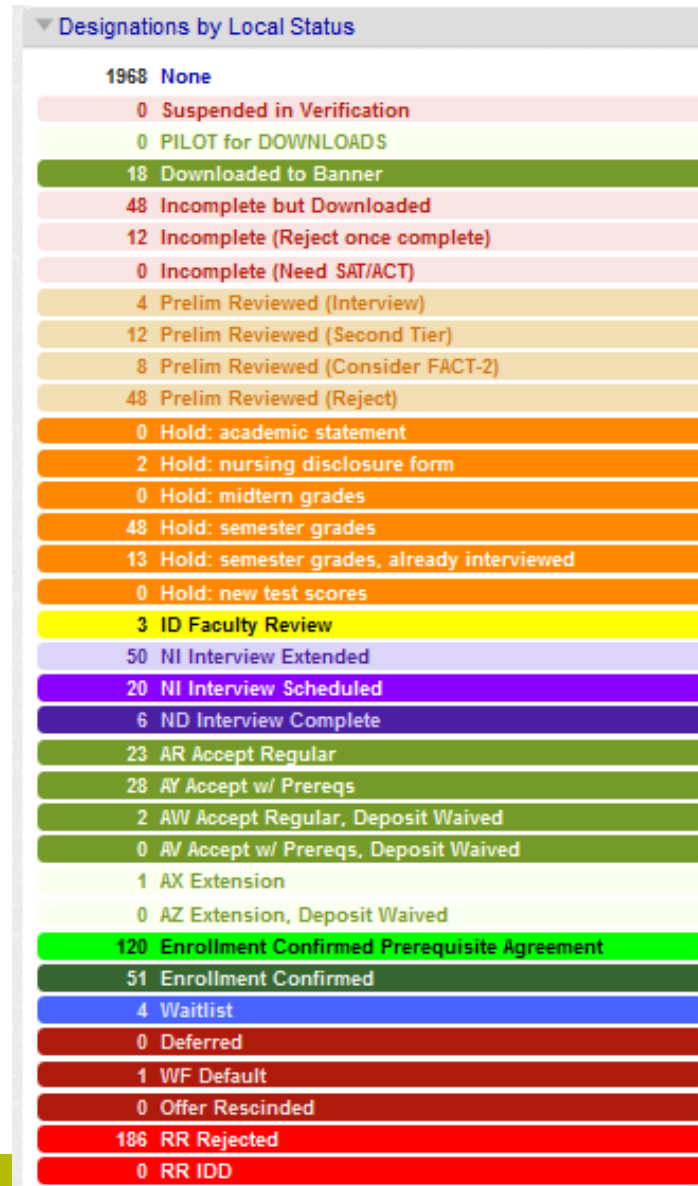 Designations by Local Status
1968 None
0 Suspended in Verification
0 PILOT for DOWNLOADS
18 Downloaded to Banner
48 Incomplete but Downloaded
12 Incomplete (Reject once complete)
0 Incomplete (Need SAT/ACT)
4 Prelim Reviewed (Interview)
12 Prelim Reviewed (Second Tier)
8 Prelim Reviewed (Consider FACT-2)
48 Prelim Reviewed (Reject)
0 Hold: academic statement
2 Hold: nursing disclosure form
0 Hold: midtern grades
48 Hold: semester grades
13 Hold: semester grades, already interviewed
0 Hold: new test scores
3 ID Faculty Review
50 NI Interview Extended
20 NI Interview Scheduled
6 ND Interview Complete
23 AR Accept Regular
28 AY Accept w/ Prereqs
2 AW Accept Regular, Deposit Waived
0 AV Accept w/ Prereqs, Deposit Waived
1 AX Extension
0 AZ Extension, Deposit Waived
120 Enrollment Confirmed Prerequisite Agreement
51 Enrollment Confirmed
4 Waitlist
0 Deferred
1 WF Default
0 Offer Rescinded
186 RR Rejected
0 RR IDD